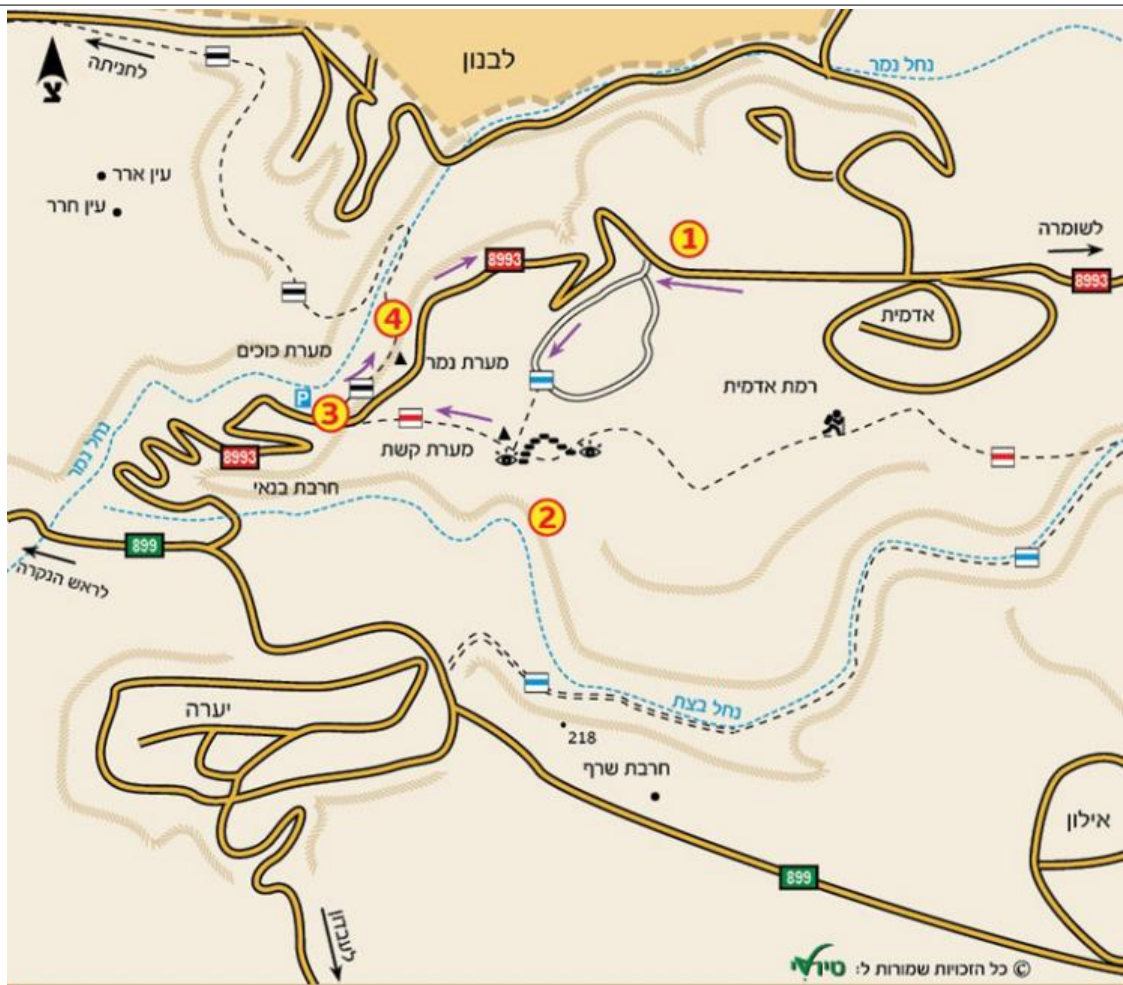 לבנון
נחל נמר
לחניתה
צ
עין ארר
עין חרר
1
לשומרה
8993
8993
4
אדמית
מערת כוכים
מערת נמר
רמת אדמית
P
3
מערת קשת
נחל נמר
8993
חרבת בנאי
2
899
לראש הנקרה
נחל בצת
יערה
218
חרבת שרף
אילון
899
לעבדון
© כל הזכויות שמורות ל: טיולי